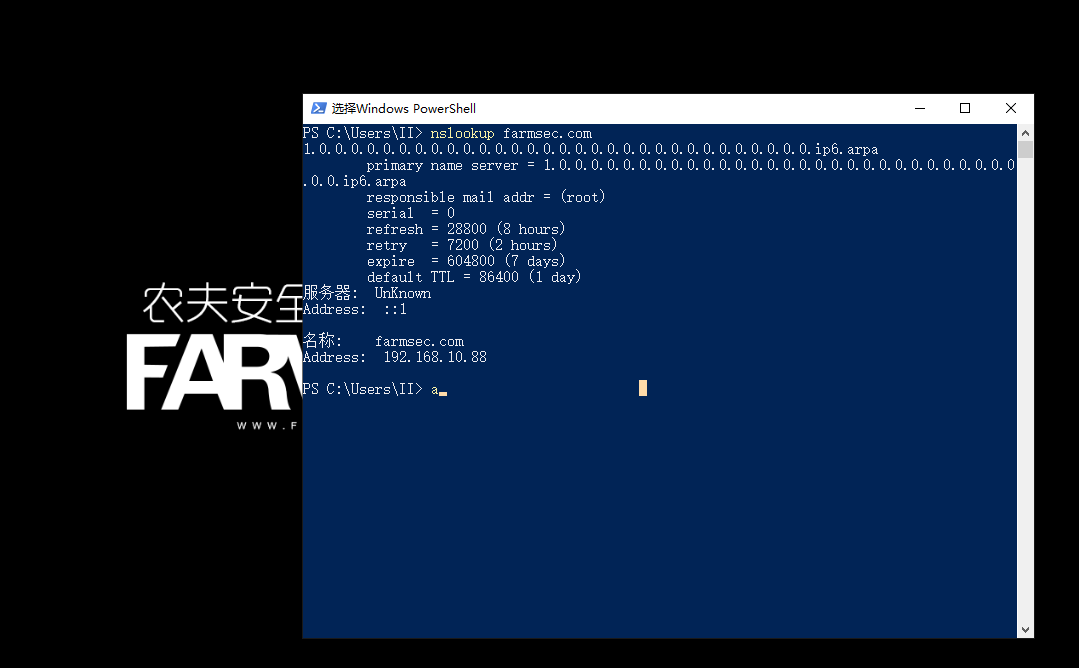 选择Windows PowerShell
PS C:\Users\II> nslookup farmsec.com
1.0.0.0.0.0.0.0.0.0.0.0.0.0.0.0.0.0.0.0.0.0.0.0.0.0.0.0.0.0.0.0.ip6.arpa
primary name server = 1.0.0.0.0.0.0.0.0.0.0.0.0.0.0.0.0.0.0.0.0.0.0.0.0.0.0.0.0.0
.0.0.ip6.arpa
responsible mail addr = (root)
serial = 0
refresh = 28800 (8 hours)
retry = 7200 (2 hours)
expire = 604800 (7 days)
default TTL = 86400 (1 day)
服务器: UnKnown
Address: ::1
名称: farmsec.com
Address: 192.168.10.88
PS C:\Users\II> a
农夫安全
FAR
WWW.F